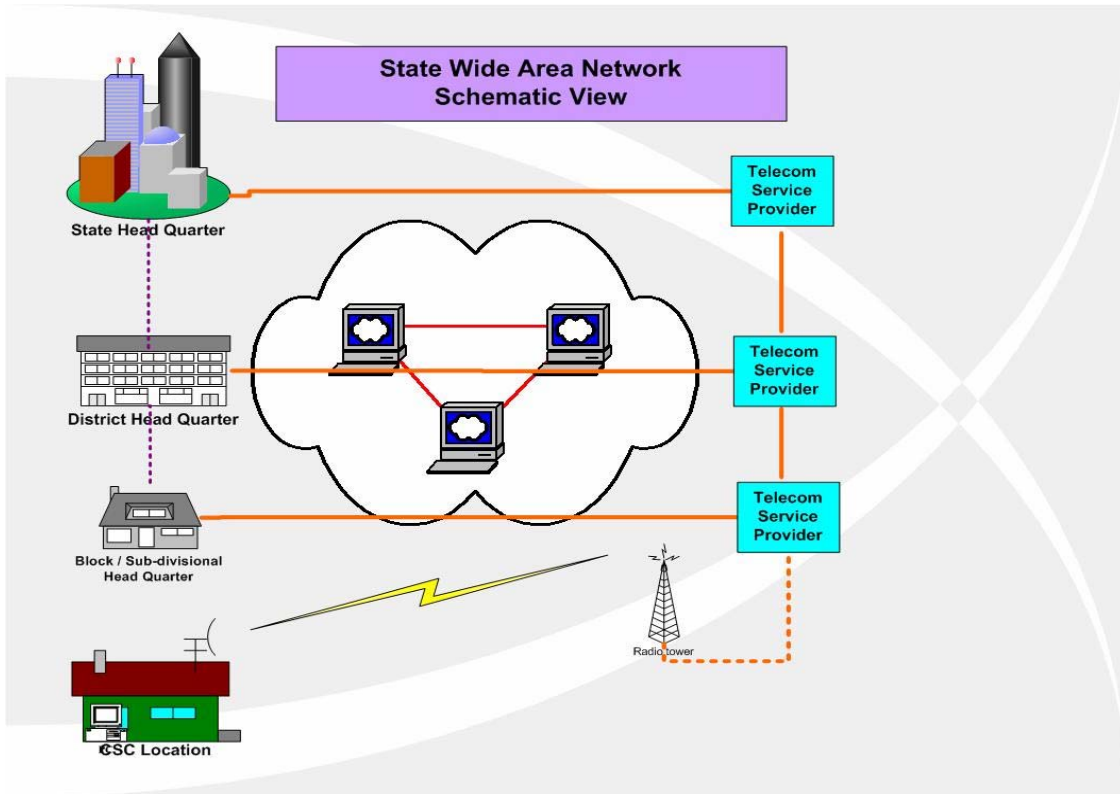 State Wide Area Network
Schematic View
Telecom
Service
Provider
State Head Quarter
Telecom
Service
Provider
District Head Quarter
Telecom
Service
Provider
Block / Sub-divisional
Head Quarter
Radio tower
CSC Location